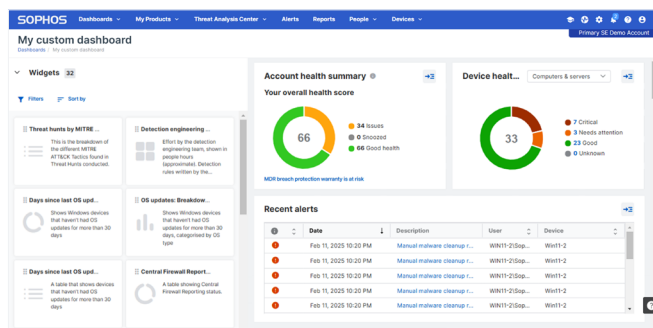 SOPHOS Dashboards My Products Threat Analysis Center Alerts Reports People Devices
Primary SE Demo Account
My custom dashboard
Dashboards / My custom dashboard
Widgets 32
Filters Sort by
Threat hunts by MITRE ...
This is the breakdown of
the different MITRE
ATT&CK Tactics found in
Threat Hunts conducted.
Detection engineering ...
Effort by the detection
engineering team, shown in
people hours
(approximate). Detection
rules written by the...
Days since last OS upd...
Shows Windows devices
that haven't had OS
updates for more than 30
days
OS updates: Breakdow...
Shows Windows devices
that haven't had OS
updates for more than 30
days, categorised by OS
type
Days since last OS upd...
A table that shows devices
that haven't had OS
updates for more than 30
days
Central Firewall Report...
A table showing Central
Firewall Reporting status.
Account health summary
Your overall health score
66
34 Issues
0 Snoozed
66 Good health
MDR breach protection warranty is at risk
Device healt... Computers & servers
33
7 Critical
3 Needs attention
23 Good
0 Unknown
Recent alerts
Date Description User Device
Feb 11, 2025 10:20 PM Manual malware cleanup r... WIN11-2\Sop... Win11-2
Feb 11, 2025 10:20 PM Manual malware cleanup r... WIN11-2\Sop... Win11-2
Feb 11, 2025 10:20 PM Manual malware cleanup r... WIN11-2\Sop... Win11-2
Feb 11, 2025 10:20 PM Manual malware cleanup r... WIN11-2\Sop... Win11-2
Feb 11, 2025 10:20 PM Manual malware cleanup r... WIN11-2\Sop... Win11-2